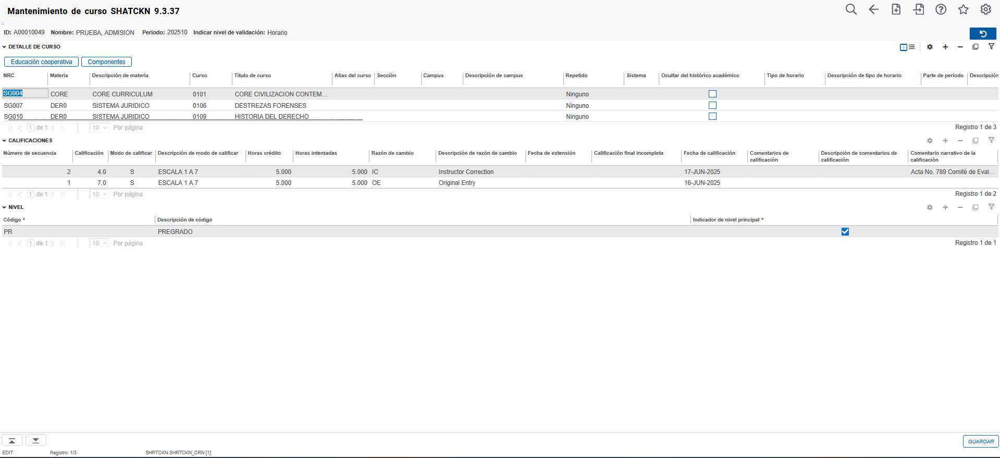 Mantenimiento de curso SHATCKN 9.3.37
ID: A00010049 Nombre: PRUEBA, ADMISION Periodo: 202510 Indicar nivel de validación: Horario
DETALLE DE CURSO
Educación cooperativa Componentes
NRC Materia Descripción de materia Curso Título de curso Alias del curso Sección Campus Descripción de campus Repetido Sistema Ocultar del histórico académico Tipo de horario Descripción de tipo de horario Parte de periodo Descripción
SG004 CORE CORE CURRICULUM 0101 CORE CIVILIZACION CONTEM... Ninguno
SG007 DER0 SISTEMA JURIDICO 0106 DESTREZAS FORENSES Ninguno
SG010 DER0 SISTEMA JURIDICO 0109 HISTORIA DEL DERECHO Ninguno
1 de 1 10 Por página Registro 1 de 3
CALIFICACIONES
Número de secuencia Calificación Modo de calificar Descripción de modo de calificar Horas crédito Horas intentadas Razón de cambio Descripción de razón de cambio Fecha de extensión Calificación final incompleta Fecha de calificación Comentarios de calificación Descripción de comentarios de calificación Comentario narrativo de la calificación
2 4.0 S ESCALA 1 A 7 5.000 5.000 IC Instructor Correction 17-JUN-2025 Acta No. 789 Comité de Eval...
1 7.0 S ESCALA 1 A 7 5.000 5.000 OE Original Entry 16-JUN-2025
1 de 1 10 Por página Registro 1 de 2
NIVEL
Código * Descripción de código Indicador de nivel principal *
PR PREGRADO
1 de 1 10 Por página Registro 1 de 1
GUARDAR
EDIT Registro: 1/3 SHRTCKN.SHRTCKN_CRN [1]